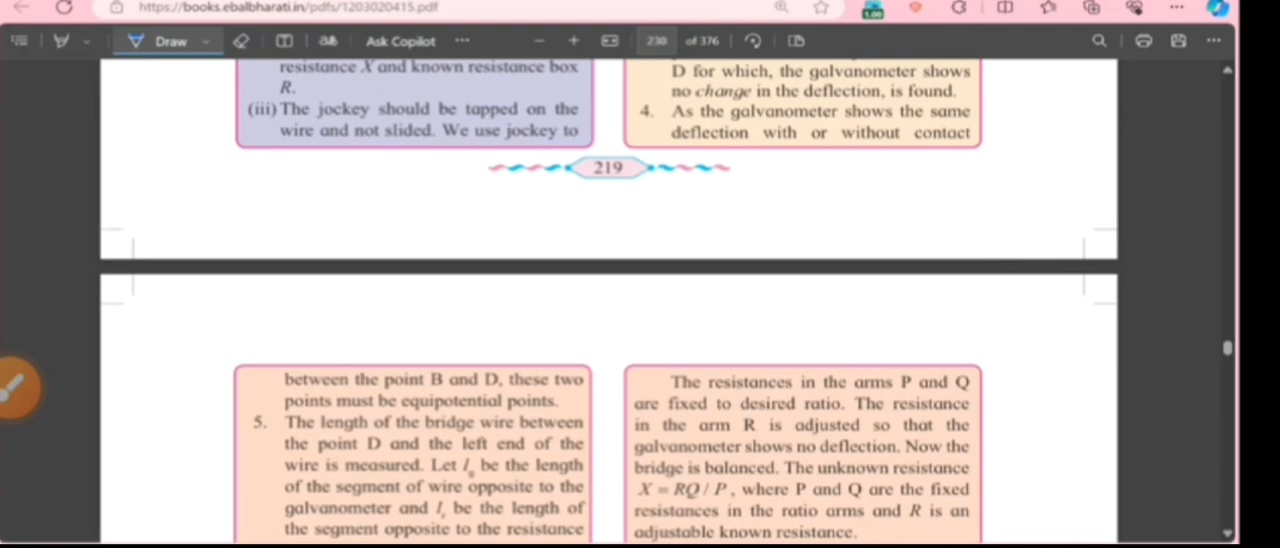 https://books.ebalbharati.in/pdfs/1203020415.pdf
1.00
Draw
Ask Copilot
230 of 376
resistance X and known resistance box
R.
(iii) The jockey should be tapped on the
wire and not slided. We use jockey to
D for which, the galvanometer shows
no change in the deflection, is found.
4. As the galvanometer shows the same
deflection with or without contact
219
between the point B and D, these two
points must be equipotential points.
5. The length of the bridge wire between
the point D and the left end of the
wire is measured. Let l be the length
of the segment of wire opposite to the
galvanometer and l be the length of
the segment opposite to the resistance
The resistances in the arms P and Q
are fixed to desired ratio. The resistance
in the arm R is adjusted so that the
galvanometer shows no deflection. Now the
bridge is balanced. The unknown resistance
X = RQ / P, where P and Q are the fixed
resistances in the ratio arms and R is an
adjustable known resistance.